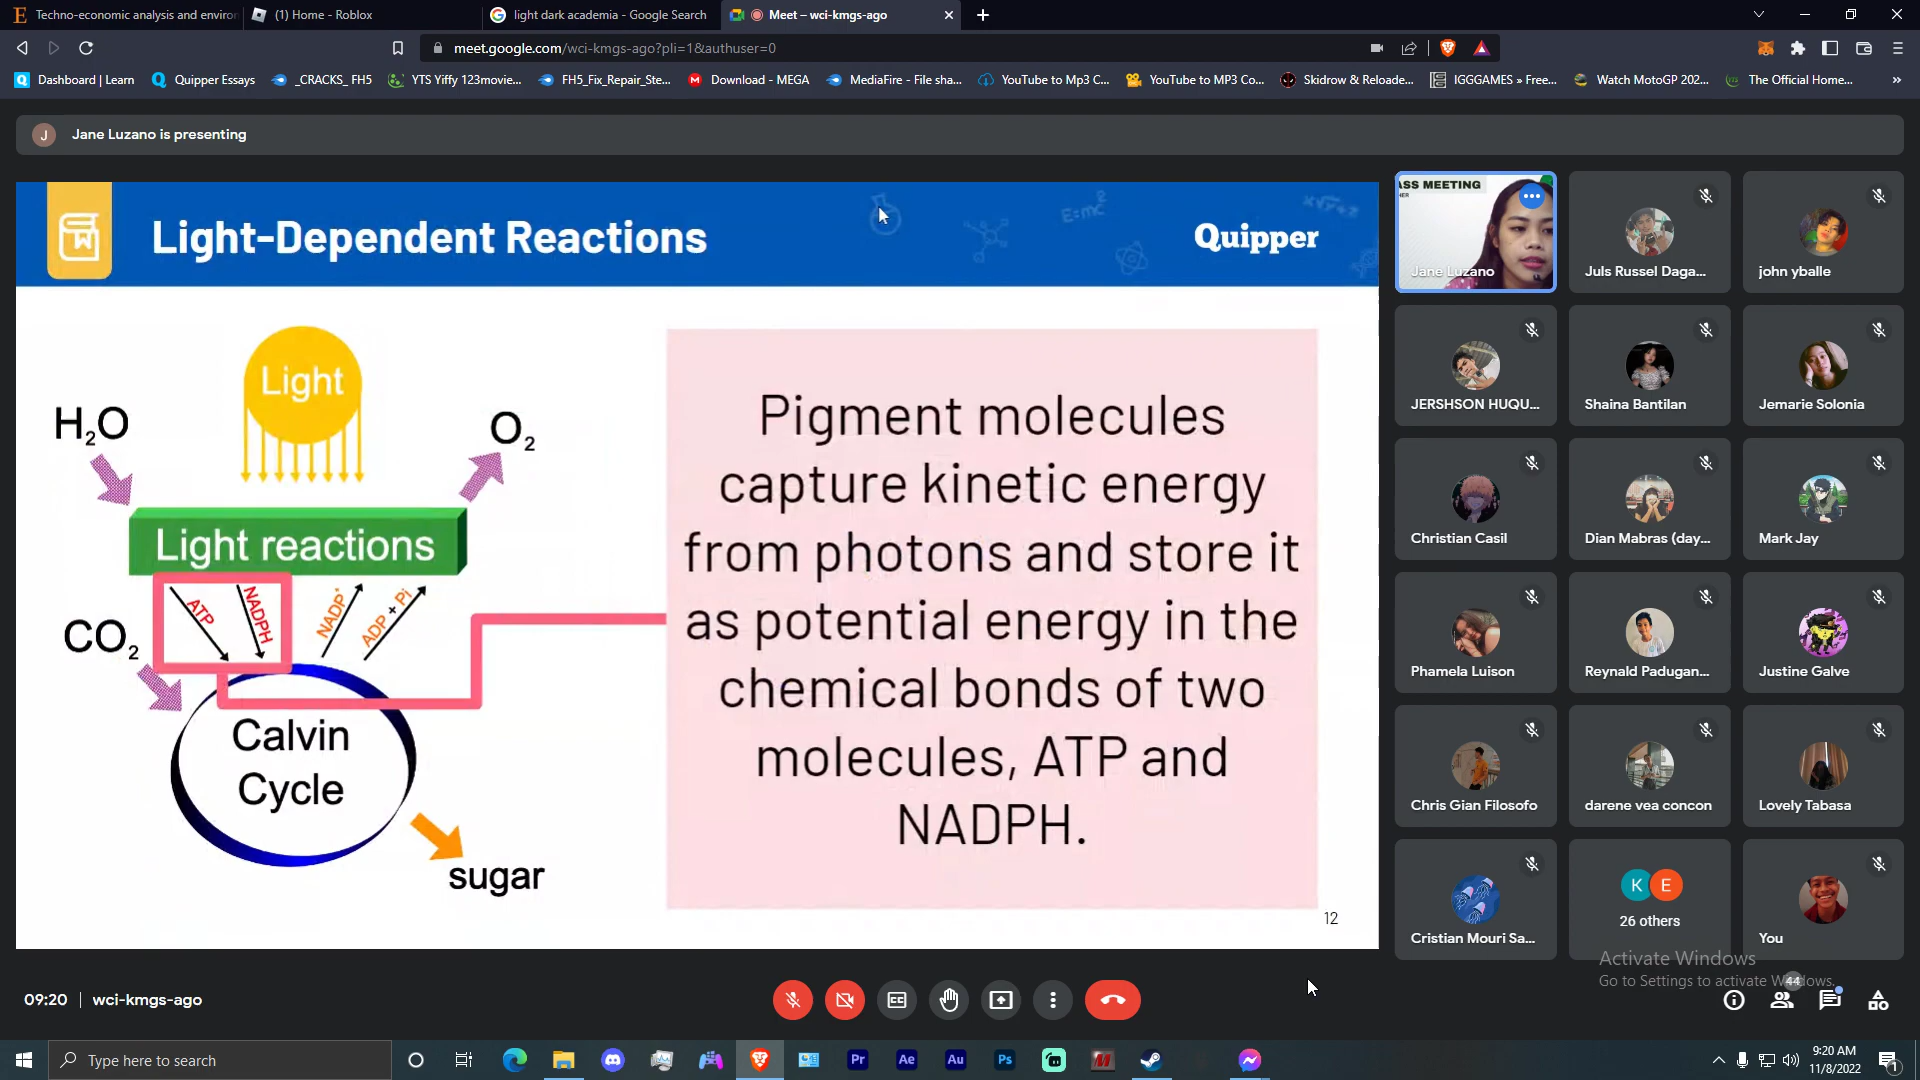 Techno-economic analysis and environ
(1) Home - Roblox
light dark academia - Google Search
Meet – wci-kmgs-ago
meet.google.com/wci-kmgs-ago?pli=1&authuser=0
Dashboard | Learn
Quipper Essays
_CRACKS_ FH5
YTS Yiffy 123movie...
FH5_Fix_Repair_Ste...
Download - MEGA
MediaFire - File sha...
YouTube to Mp3 C...
YouTube to MP3 Co...
Skidrow & Reloade...
IGGGAMES » Free...
Watch MotoGP 202...
The Official Home...
J
Jane Luzano is presenting
Light-Dependent Reactions
E=mc²
Quipper
Light
H₂O
O₂
Light reactions
ATP
NADPH
NADP⁺
ADP + Pi
CO₂
Calvin
Cycle
sugar
Pigment molecules
capture kinetic energy
from photons and store it
as potential energy in the
chemical bonds of two
molecules, ATP and
NADPH.
12
ASS MEETING
Jane Luzano
Juls Russel Daga...
john yballe
JERSHSON HUQU...
Shaina Bantilan
Jemarie Solonia
Christian Casil
Dian Mabras (day...
Mark Jay
Phamela Luison
Reynald Padugan...
Justine Galve
Chris Gian Filosofo
darene vea concon
Lovely Tabasa
Cristian Mouri Sa...
K E
26 others
You
Activate Windows
Go to Settings to activate Windows.
09:20 | wci-kmgs-ago
44
Type here to search
Pr
Ae
Au
Ps
9:20 AM
11/8/2022
1